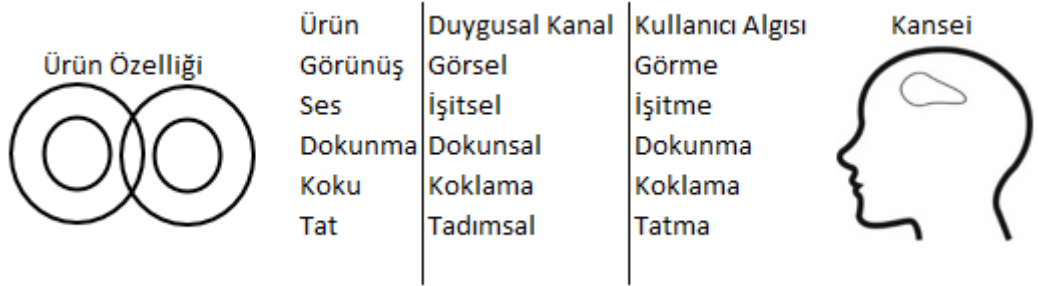 Ürün Özelliği
Ürün Duygusal Kanal Kullanıcı Algısı
Görünüş Görsel Görme
Ses İşitsel İşitme
Dokunma Dokunsal Dokunma
Koku Koklama Koklama
Tat Tadımsal Tatma
Kansei